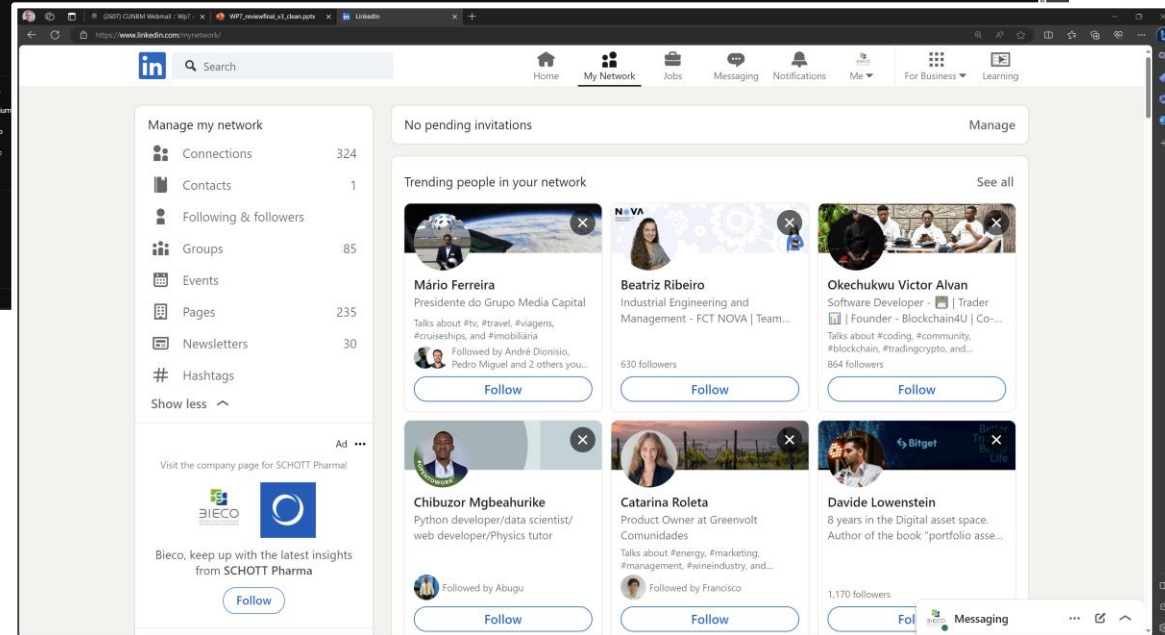 (2607) CUNBM Webmail : Wp7 :
WP7_reviewfinal_v3_clean.pptx
LinkedIn
https://www.linkedin.com/mynetwork/
in
Search
Home
My Network
Jobs
Messaging
Notifications
Me
For Business
Learning
Manage my network
Connections 324
Contacts 1
Following & followers
Groups 85
Events
Pages 235
Newsletters 30
# Hashtags
Show less
Ad
Visit the company page for SCHOTT Pharma!
BIECO
Bieco, keep up with the latest insights
from SCHOTT Pharma
Follow
No pending invitations Manage
Trending people in your network See all
Mário Ferreira
Presidente do Grupo Media Capital
Talks about #tv, #travel, #viagens,
#cruiseships, and #imobiliária
Followed by André Dionisio,
Pedro Miguel and 2 others you...
Follow
NOVA
Beatriz Ribeiro
Industrial Engineering and
Management - FCT NOVA | Team...
630 followers
Follow
Okechukwu Victor Alvan
Software Developer - | Trader
| Founder - Blockchain4U | Co-...
Talks about #coding, #community,
#blockchain, #tradingcrypto, and...
864 followers
Follow
#OPENTOWORK
Chibuzor Mgbeahurike
Python developer/data scientist/
web developer/Physics tutor
Followed by Abugu
Follow
Catarina Roleta
Product Owner at Greenvolt
Comunidades
Talks about #energy, #marketing,
#management, #wineindustry, and...
Followed by Francisco
Follow
Bitget
Better
Life
Davide Lowenstein
8 years in the Digital asset space.
Author of the book "portfolio asse...
1,170 followers
Fol
BIECO
Messaging